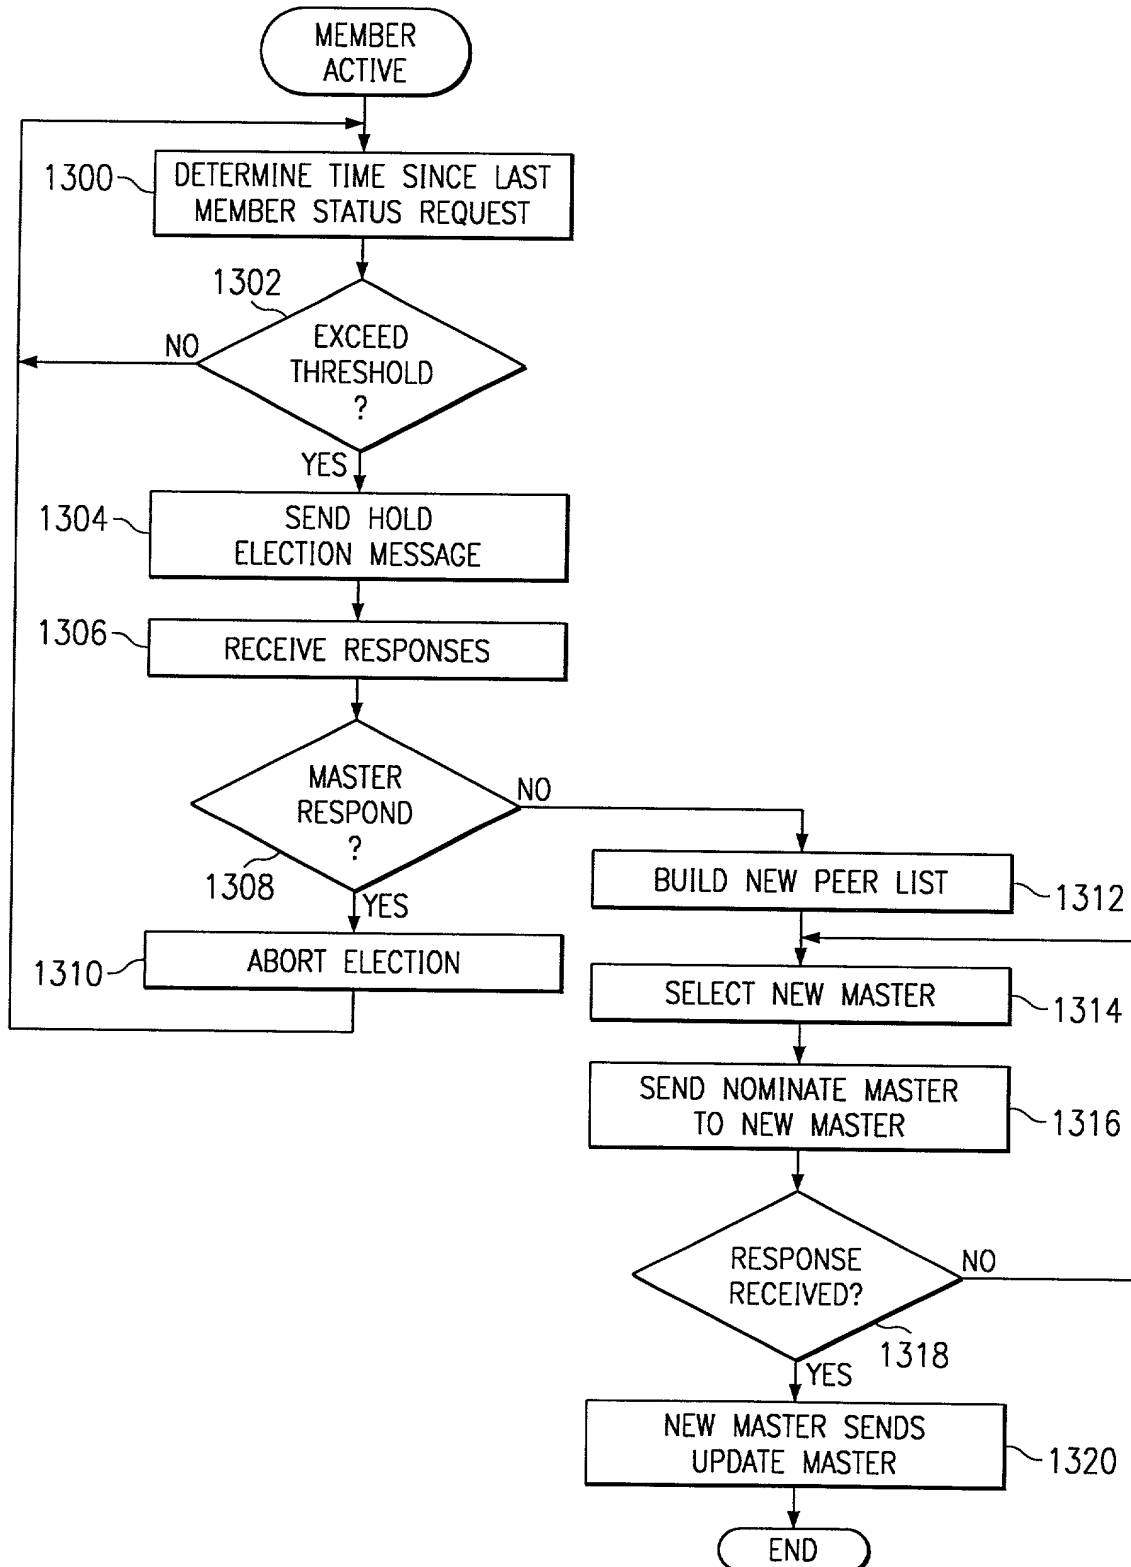 MEMBER
ACTIVE
1300
DETERMINE TIME SINCE LAST
MEMBER STATUS REQUEST
1302
EXCEED
THRESHOLD
?
NO
YES
1304
SEND HOLD
ELECTION MESSAGE
1306
RECEIVE RESPONSES
MASTER
RESPOND
?
NO
1308
YES
1310
ABORT ELECTION
BUILD NEW PEER LIST
1312
SELECT NEW MASTER
1314
SEND NOMINATE MASTER
TO NEW MASTER
1316
RESPONSE
RECEIVED?
NO
1318
YES
NEW MASTER SENDS
UPDATE MASTER
1320
END